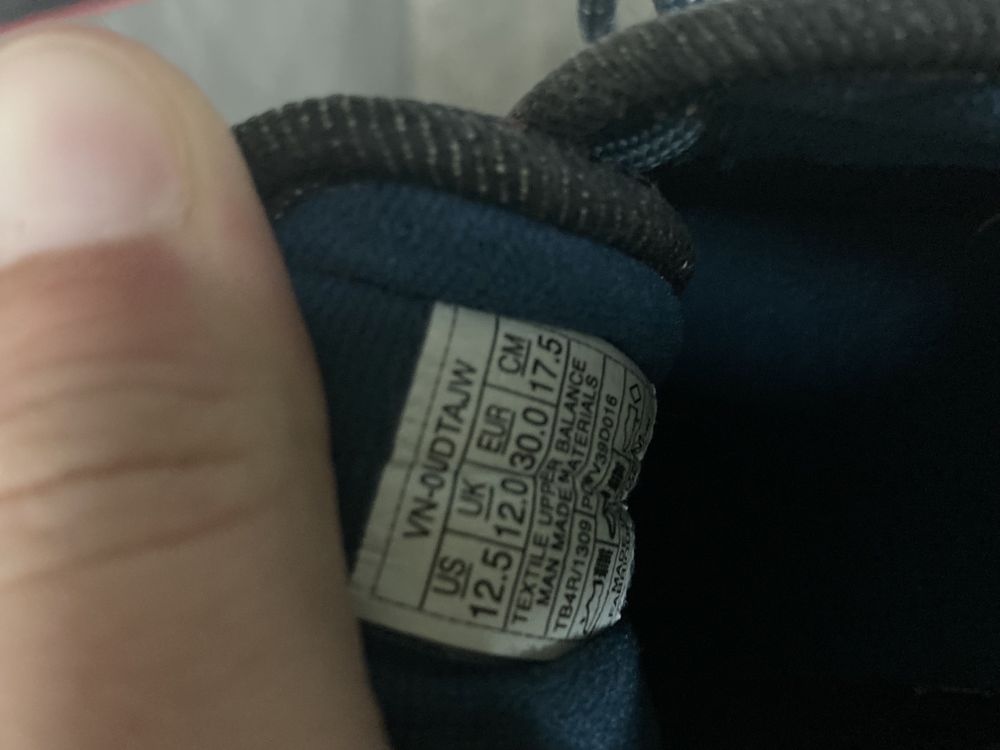 VN-0UDTAJW
US UK EUR CM
12.5 12.0 30.0 17.5
TEXTILE UPPER BALANCE
MAN MADE MATERIALS
TB4R/1309